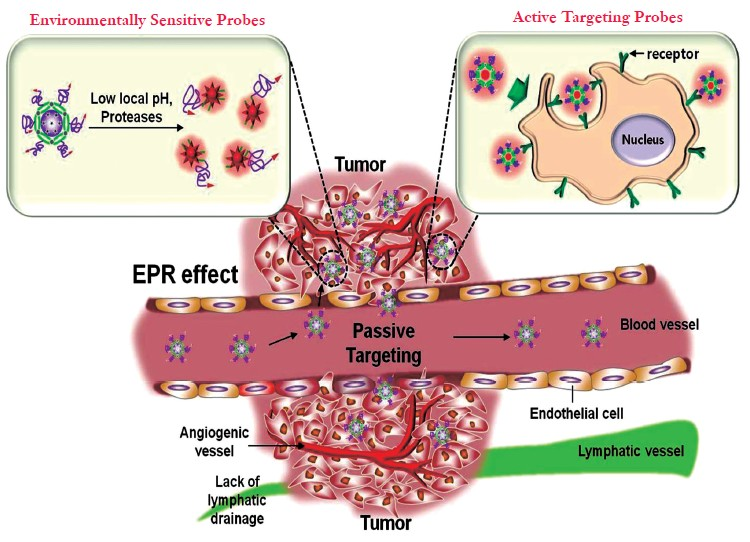 Environmentally Sensitive Probes
Active Targeting Probes
Low local pH,
Proteases
receptor
Nucleus
Tumor
EPR effect
Passive
Targeting
Blood vessel
Endothelial cell
Angiogenic
vessel
Lymphatic vessel
Lack of
lymphatic
drainage
Tumor